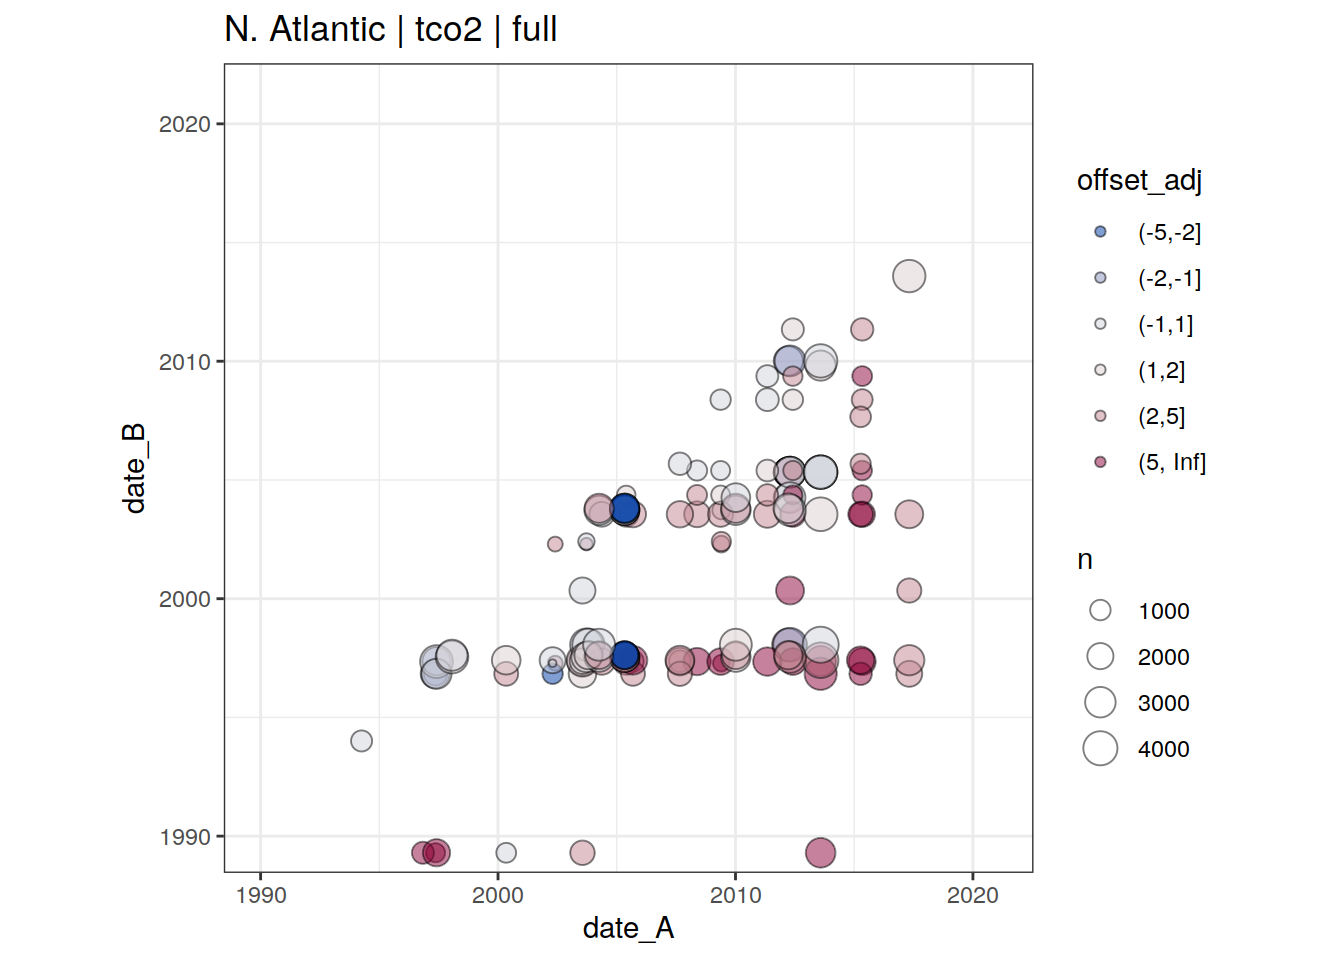 N. Atlantic | tco2 | full
2020
2010
2000
1990
date_B
1990
2000
2010
2020
date_A
offset_adj
(-5,-2]
(-2,-1]
(-1,1]
(1,2]
(2,5]
(5, Inf]
n
1000
2000
3000
4000